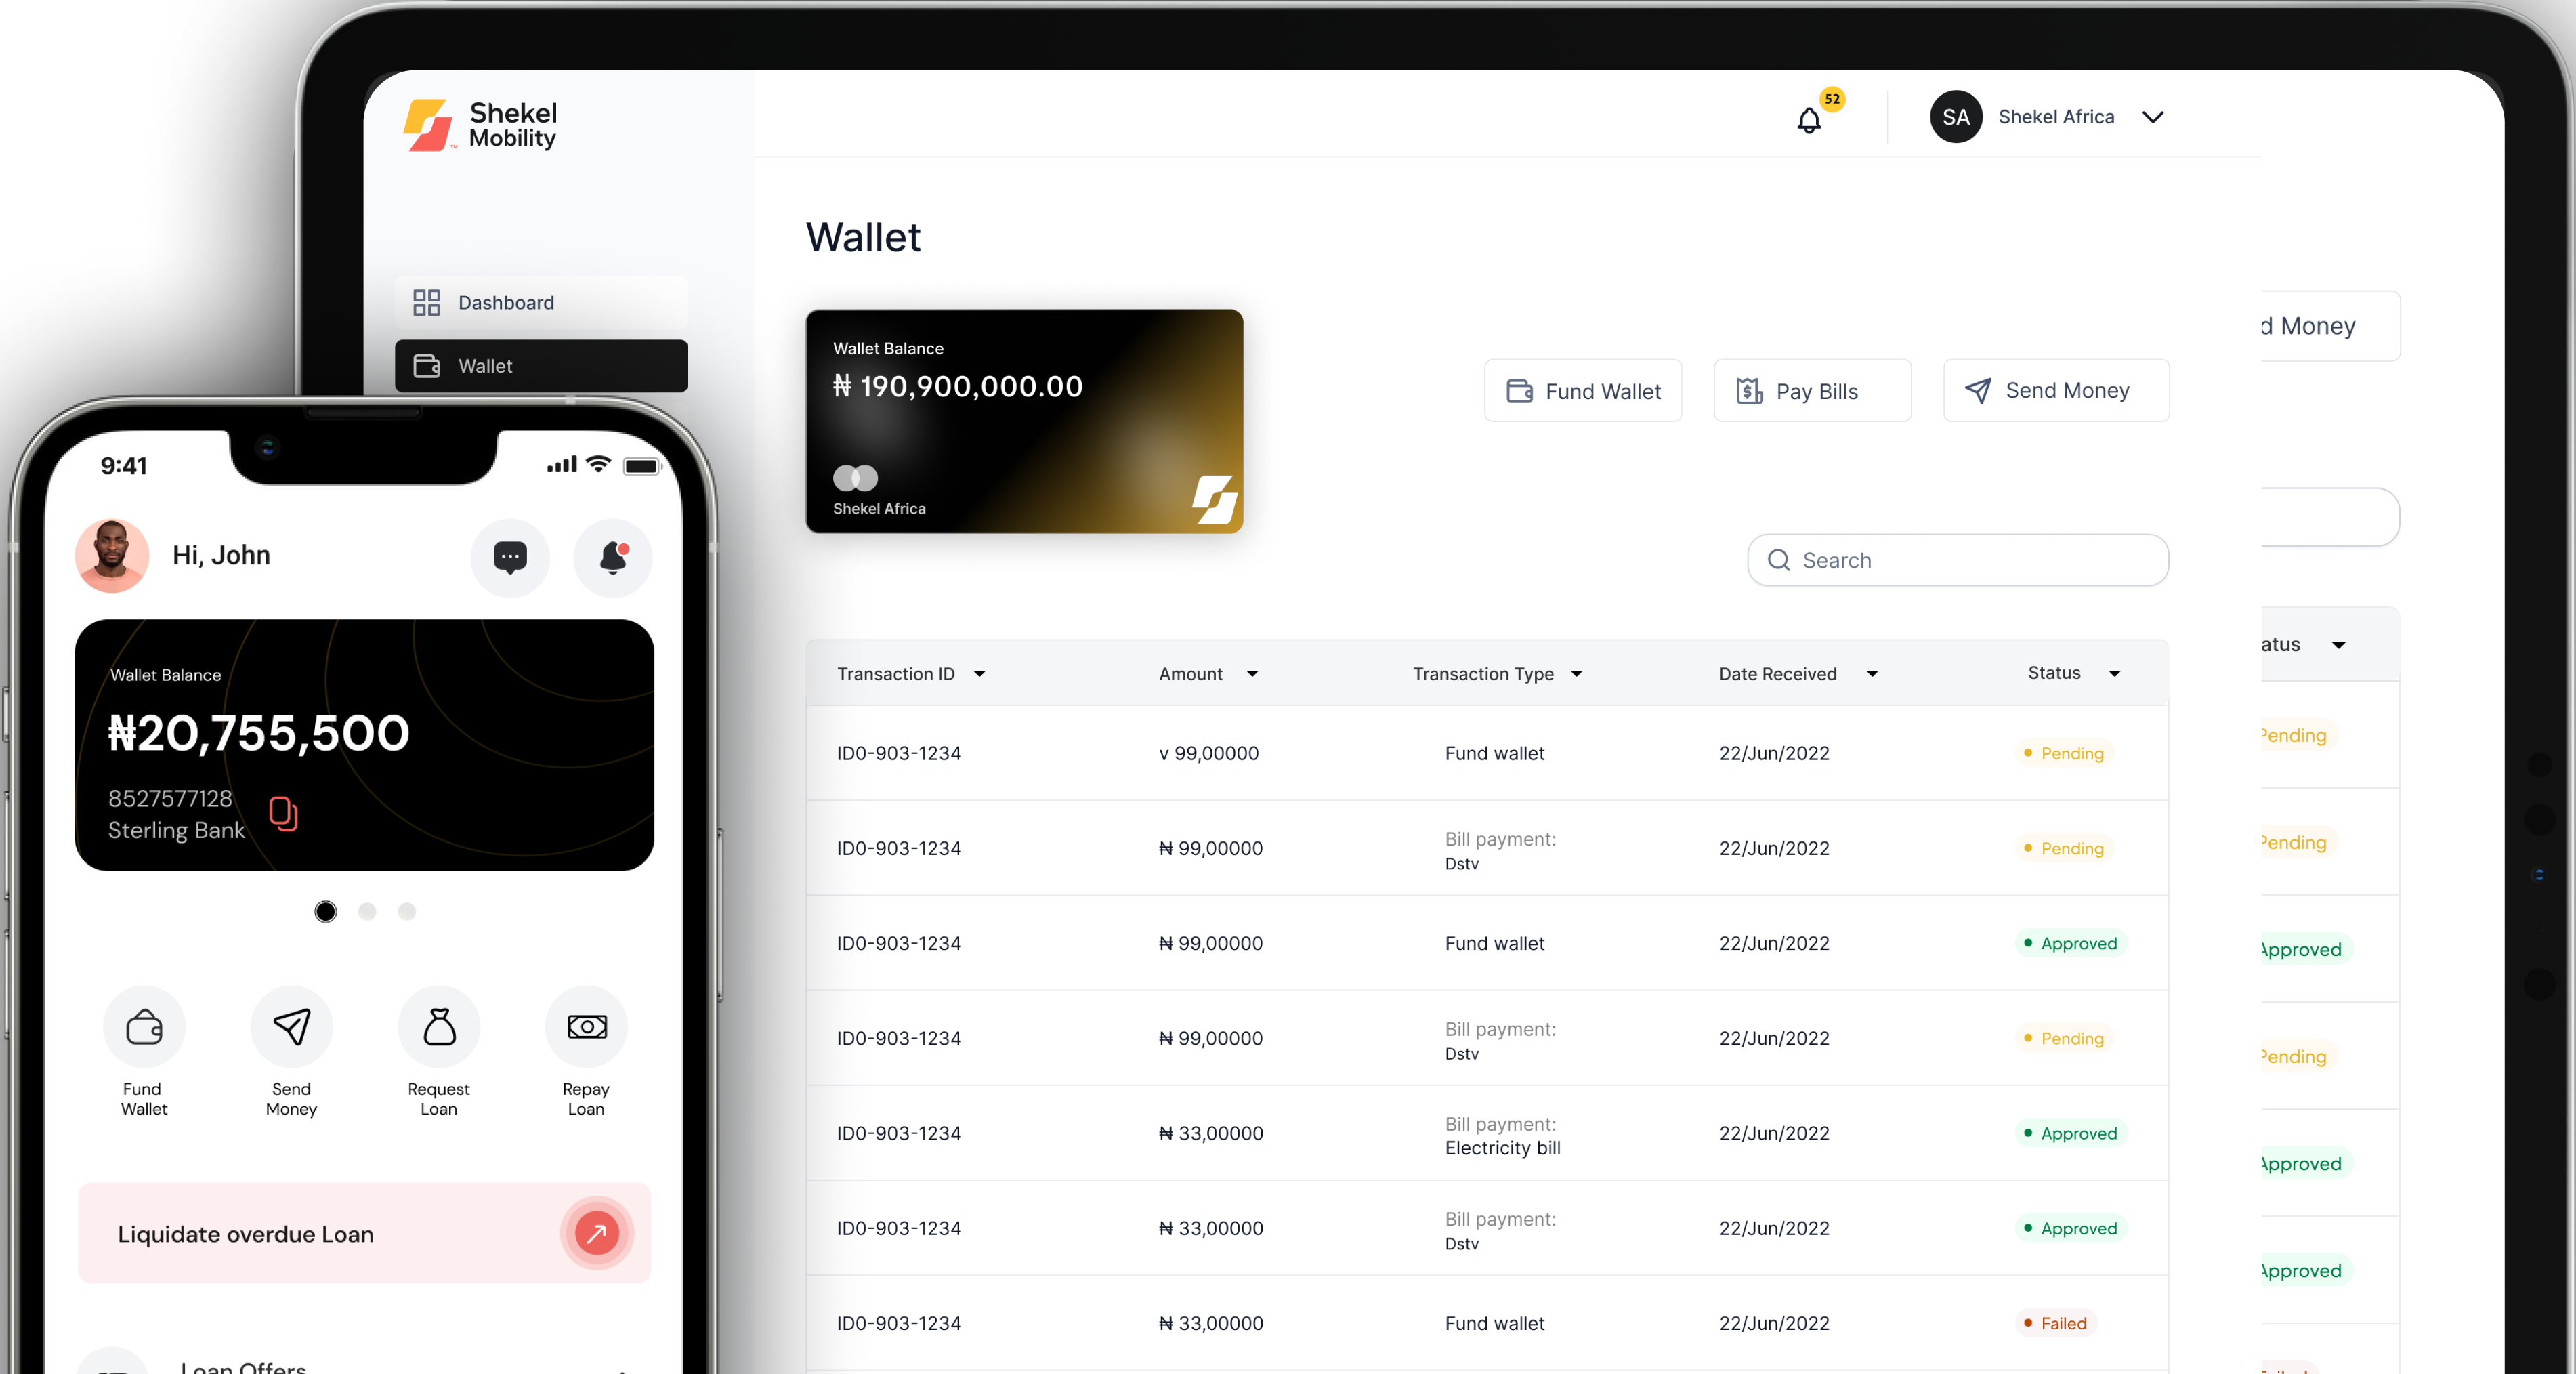 Shekel
Mobility
TM
52
SA
Shekel Africa
Wallet
Dashboard
Wallet
Wallet Balance
₦ 190,900,000.00
Shekel Africa
Fund Wallet
Pay Bills
Send Money
d Money
Search
Transaction ID Amount Transaction Type Date Received Status
atus
ID0-903-1234 v 99,00000 Fund wallet 22/Jun/2022 Pending
Pending
ID0-903-1234 ₦ 99,00000 Bill payment:
Dstv 22/Jun/2022 Pending
Pending
ID0-903-1234 ₦ 99,00000 Fund wallet 22/Jun/2022 Approved
Approved
ID0-903-1234 ₦ 99,00000 Bill payment:
Dstv 22/Jun/2022 Pending
Pending
ID0-903-1234 ₦ 33,00000 Bill payment:
Electricity bill 22/Jun/2022 Approved
Approved
ID0-903-1234 ₦ 33,00000 Bill payment:
Dstv 22/Jun/2022 Approved
Approved
ID0-903-1234 ₦ 33,00000 Fund wallet 22/Jun/2022 Failed
9:41
Hi, John
Wallet Balance
₦20,755,500
8527577128
Sterling Bank
Fund
Wallet
Send
Money
Request
Loan
Repay
Loan
Liquidate overdue Loan
Loan Offers